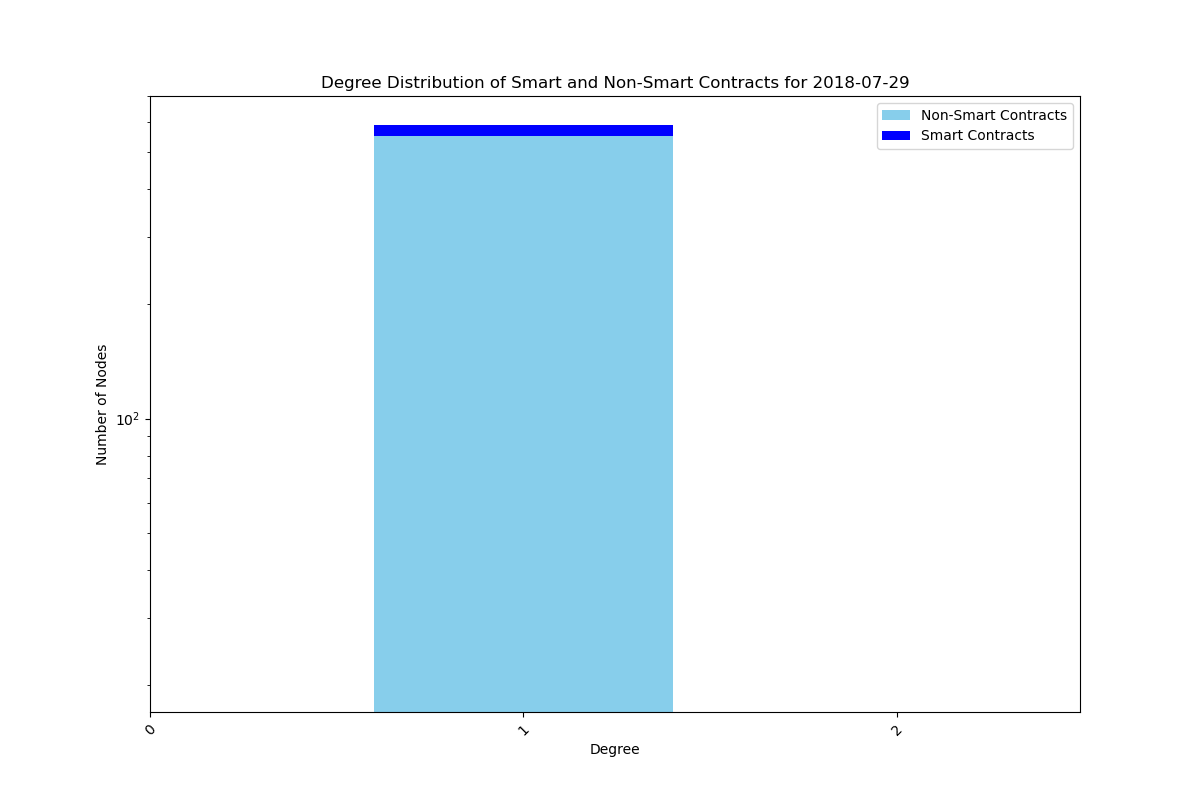 Degree Distribution of Smart and Non-Smart Contracts for 2018-07-29
Non-Smart Contracts
Smart Contracts
Number of Nodes
10²
0
1
2
Degree